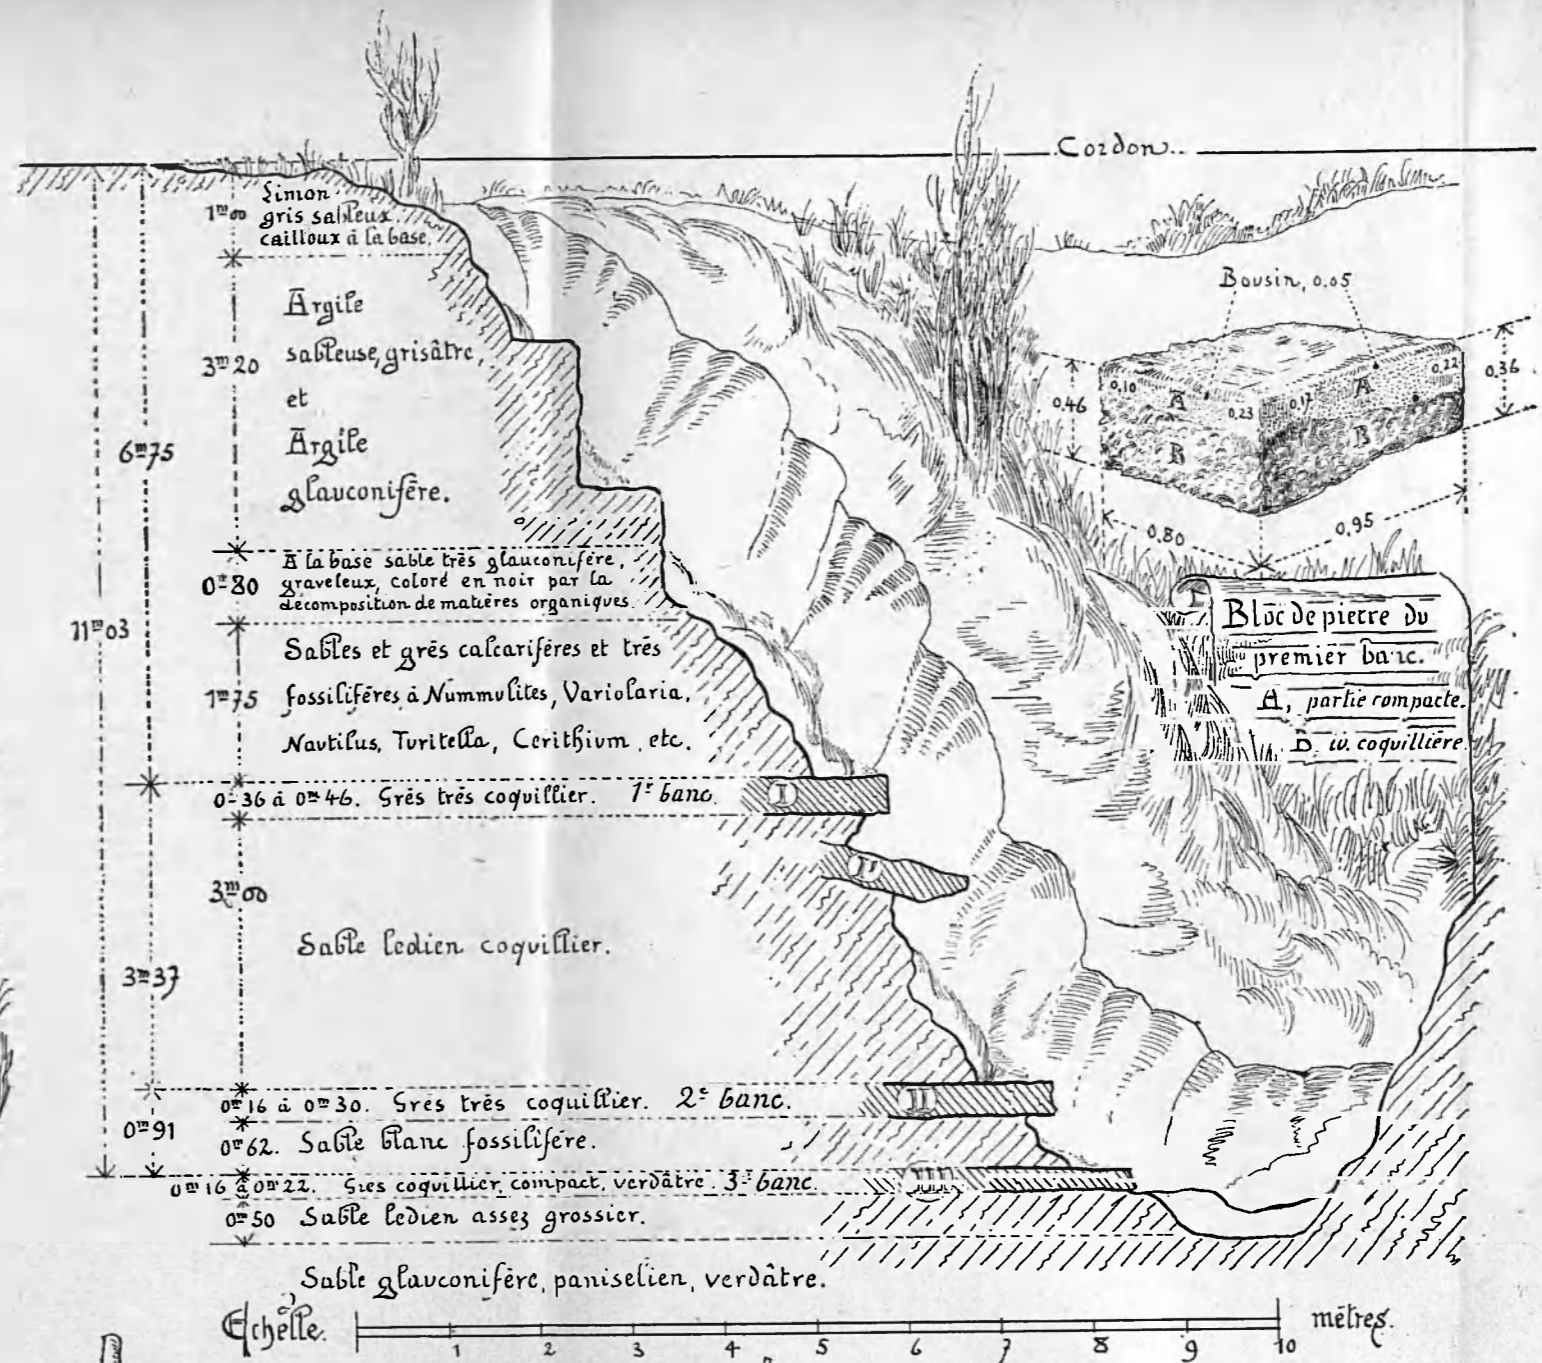 Cordon
1m00
Limon
gris sableux.
cailloux à la base.
Bousin, 0.05
Argile
sableuse, grisâtre,
et
Argile
glauconifère.
3m20
6m75
11m03
0.10
A
0.23
0.17
A
0.22
B
B
0.46
0.36
0.80
0.95
0m80
A la base sable très glauconifère,
graveleux, coloré en noir par la
décomposition de matières organiques.
Bloc de pierre du
premier banc.
A, partie compacte.
B. id. coquillière.
1m75
Sables et grès calcarifères et très
fossilifères à Nummulites, Variolaria,
Nautilus, Turitella, Cerithium, etc.
0m36 à 0m46. Grès très coquillier. 1r banc.
I
I'
3m00
3m37
Sable ledien coquillier.
0m16 à 0m30. Grès très coquillier. 2e banc.
II
0m91
0m62. Sable blanc fossilifère.
0m16 à 0m22. Grès coquillier, compact, verdâtre. 3e banc.
III
0m50 Sable ledien assez grossier.
Sable glauconifère, paniselien, verdâtre.
Echelle.
1 2 3 4 5 6 7 8 9 10
mètres.